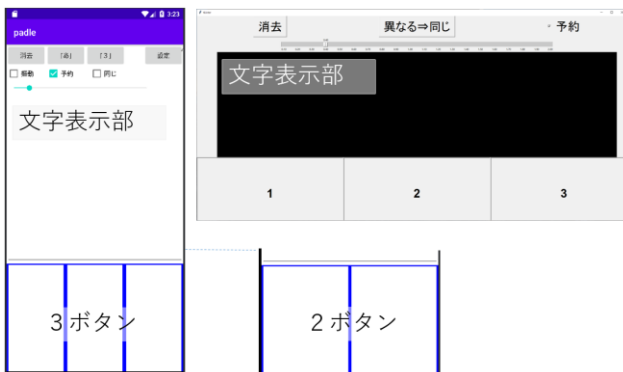 3:23
padle
消去
「あ」
「3」
設定
振動
予約
同じ
文字表示部
3ボタン
消去
異なる⇒同じ
予約
文字表示部
1
2
3
2ボタン